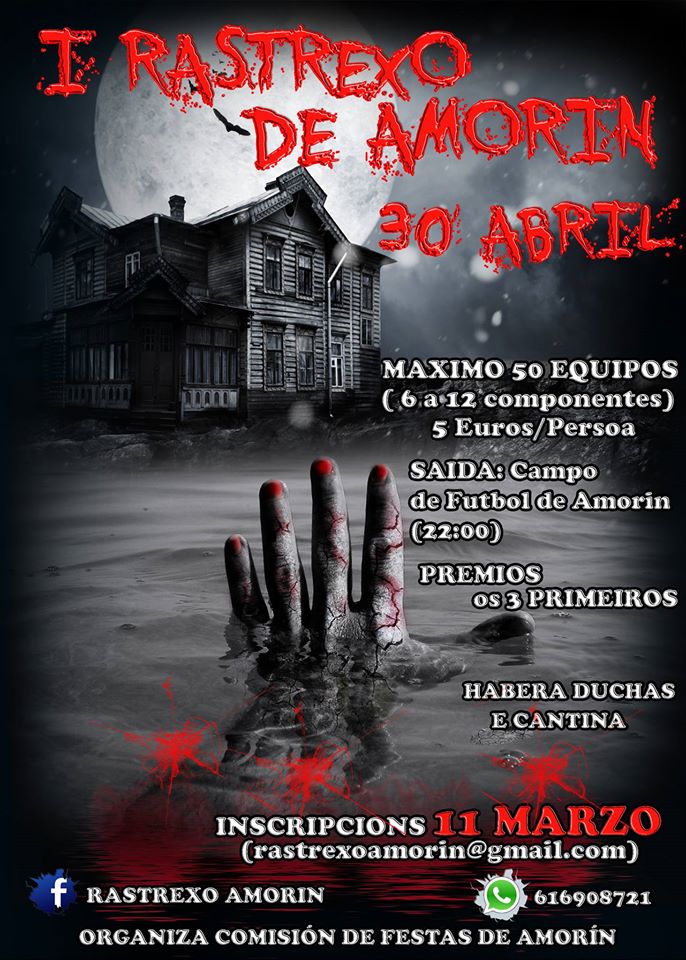 I RASTREXO
DE AMORIN
30 ABRIL
MAXIMO 50 EQUIPOS
( 6 a 12 componentes)
5 Euros/Persoa
SAIDA: Campo
de Futbol de Amorin
(22:00)
PREMIOS
os 3 PRIMEIROS
HABERA DUCHAS
E CANTINA
INSCRIPCIONS 11 MARZO
(rastrexoamorin@gmail.com)
f RASTREXO AMORIN
616908721
ORGANIZA COMISIÓN DE FESTAS DE AMORÍN